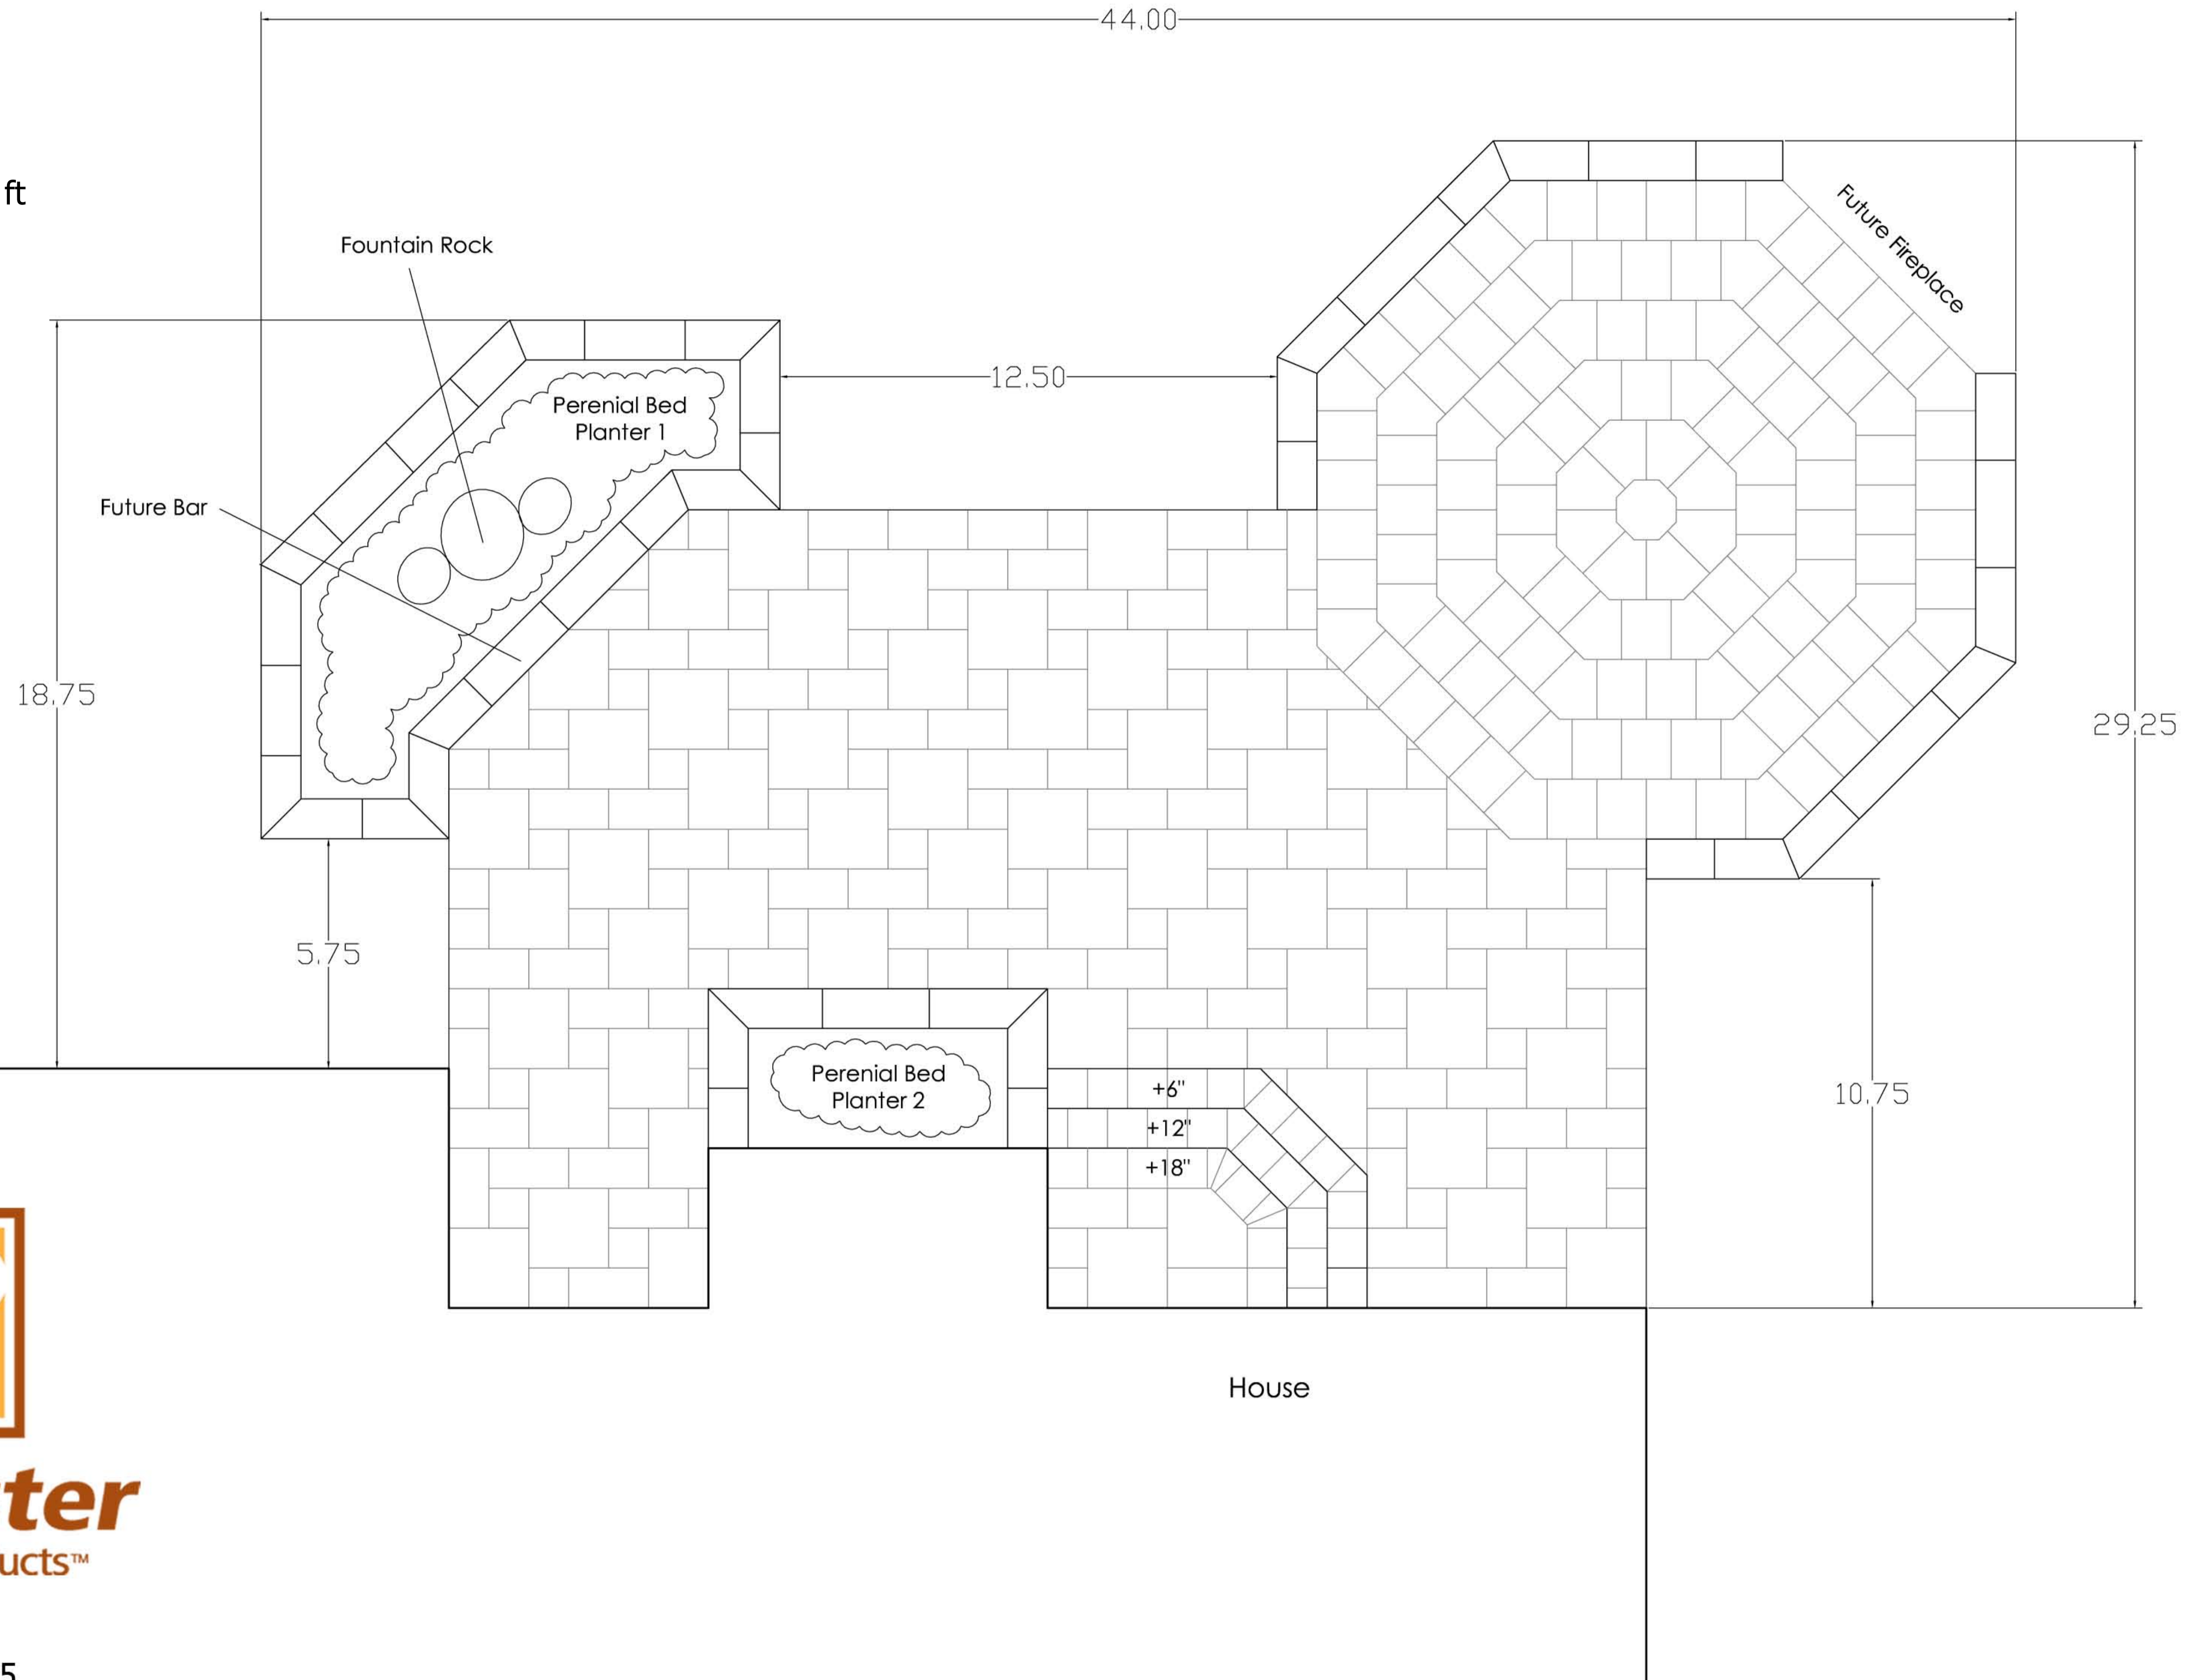 44.00
ft
Future Fireplace
Fountain Rock
12.50
Perenial Bed
Planter 1
Future Bar
18.75
29.25
5.75
Perenial Bed
Planter 2
+6"
+12"
+18"
10.75
House
ter
ucts™
5